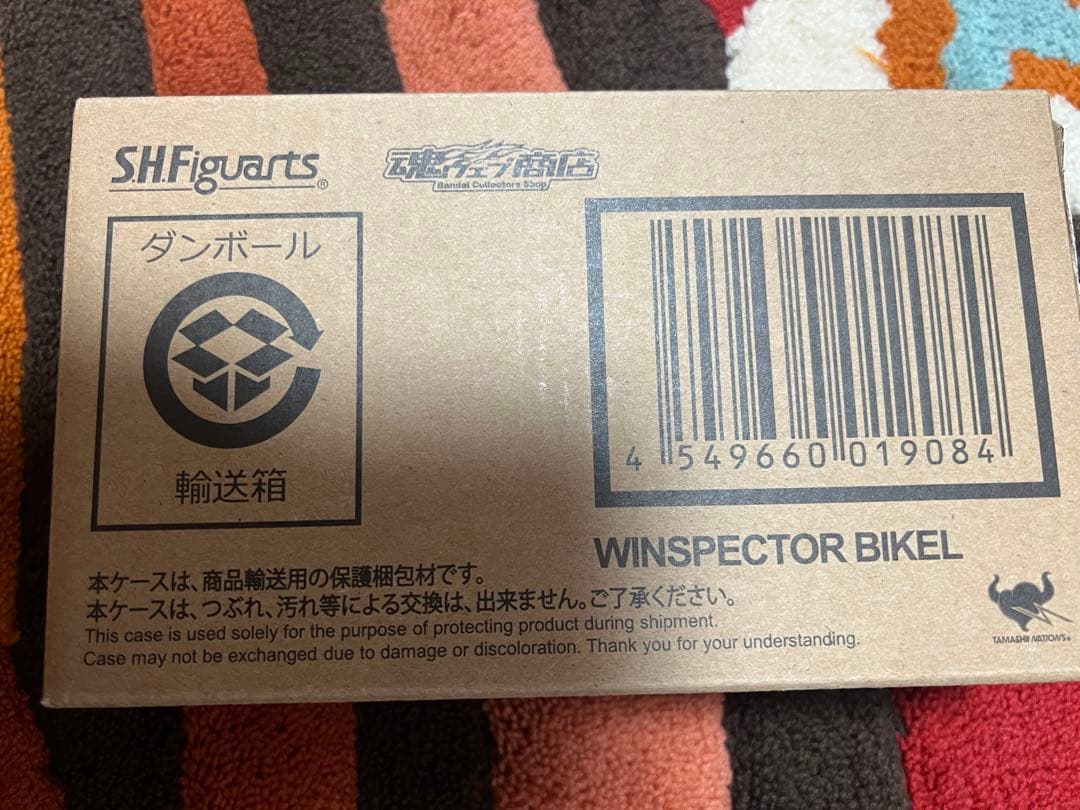 S.H.Figuarts®
魂ウェブ商店
Bandai Collectors Shop
ダンボール
輸送箱
4 549660 019084
WINSPECTOR BIKEL
本ケースは、商品輸送用の保護梱包材です。
本ケースは、つぶれ、汚れ等による交換は、出来ません。ご了承ください。
This case is used solely for the purpose of protecting product during shipment.
Case may not be exchanged due to damage or discoloration. Thank you for your understanding.
TAMASHII NATIONS®